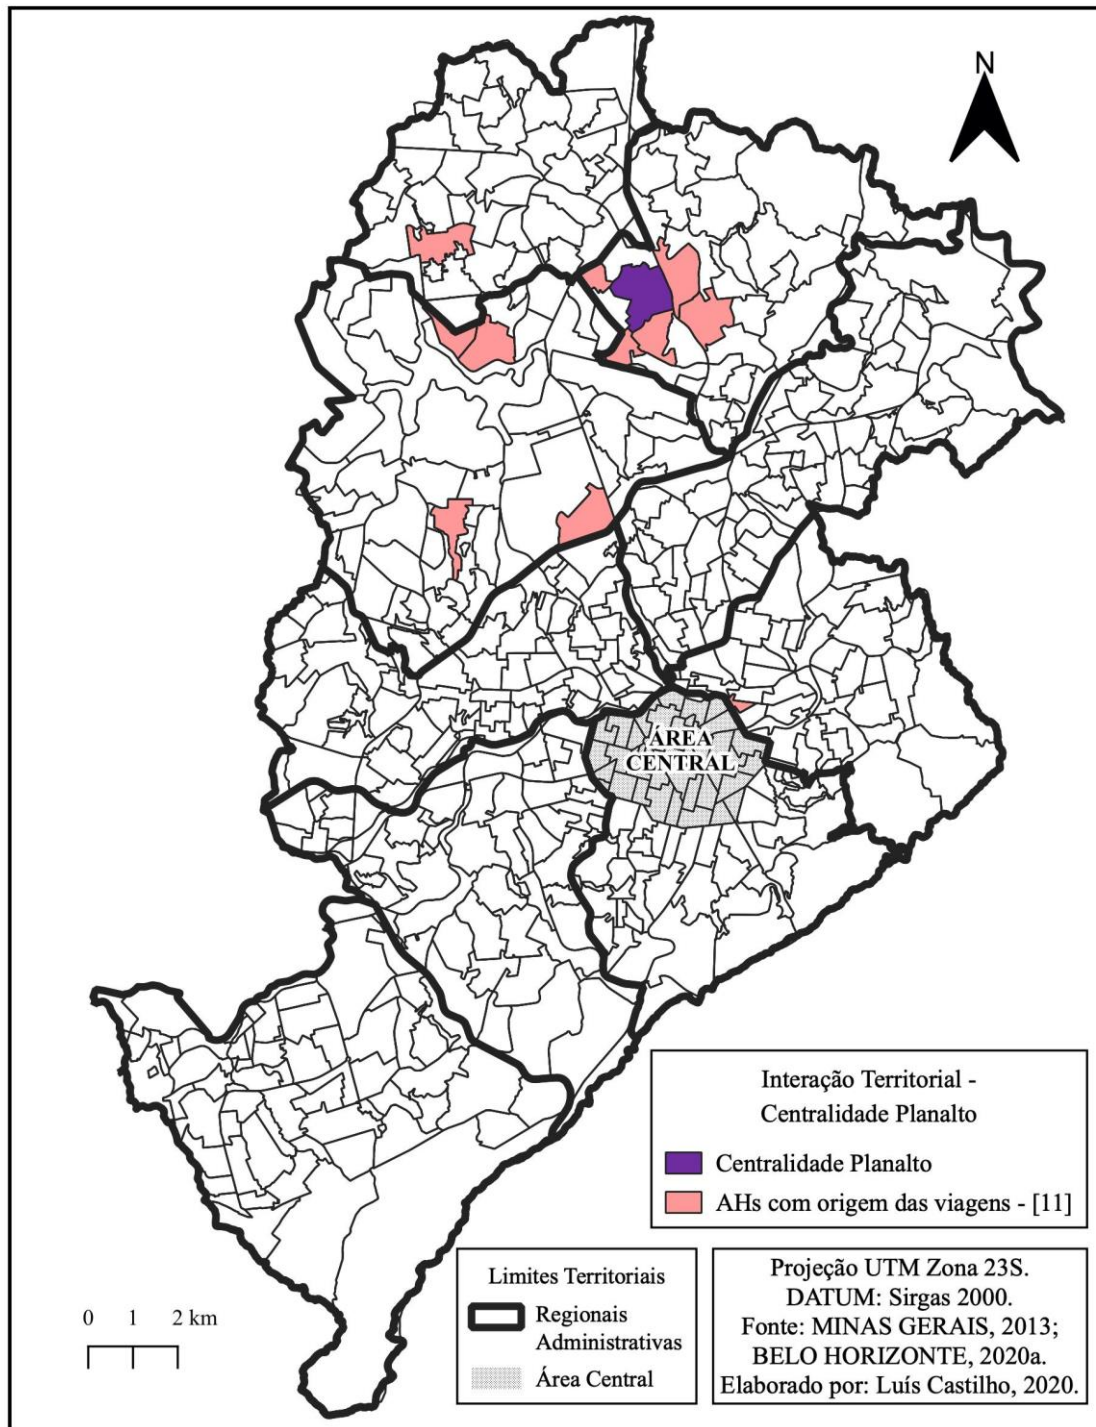 N
ÁREA
CENTRAL
Interação Territorial -
Centralidade Planalto
Centralidade Planalto
AHs com origem das viagens - [11]
Limites Territoriais
Regionais
Administrativas
Área Central
Projeção UTM Zona 23S.
DATUM: Sirgas 2000.
Fonte: MINAS GERAIS, 2013;
BELO HORIZONTE, 2020a.
Elaborado por: Luís Castilho, 2020.
0 1 2 km